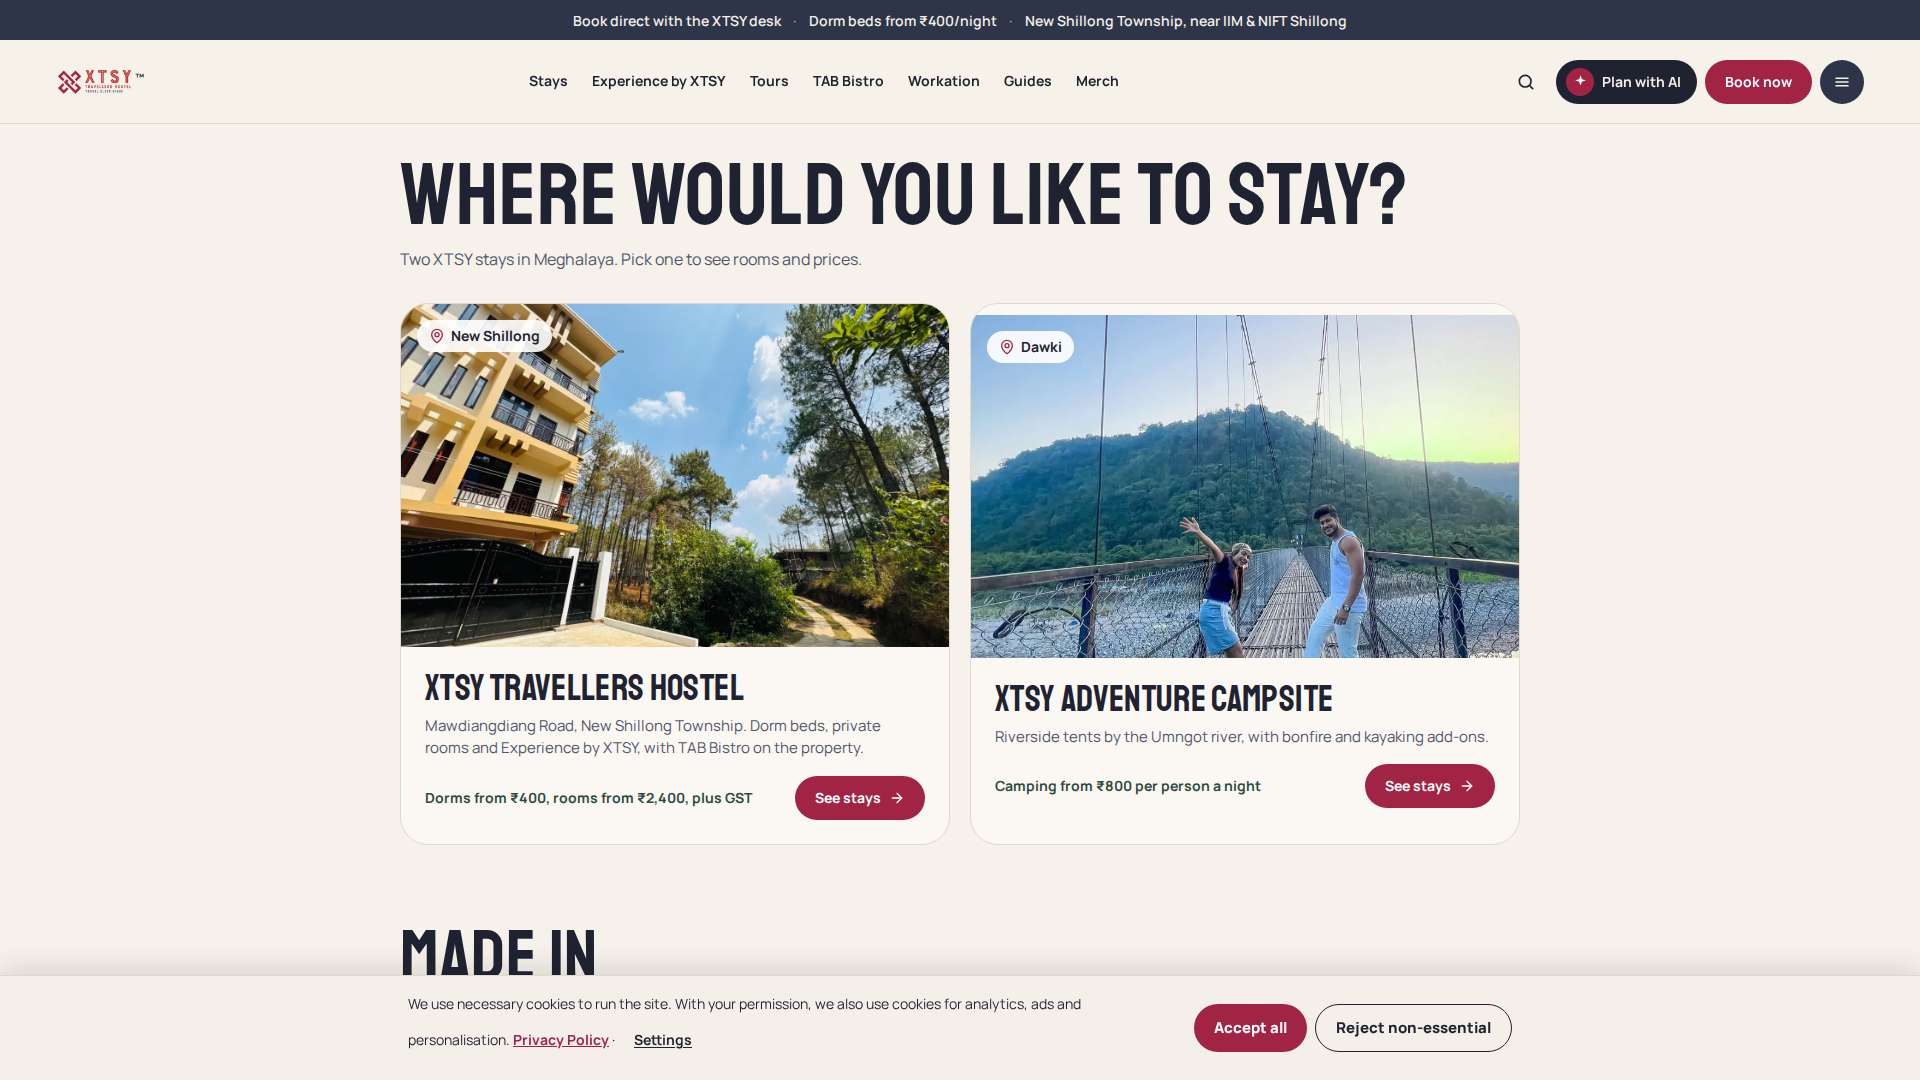 Book direct with the XTSY desk · Dorm beds from ₹400/night · New Shillong Township, near IIM & NIFT Shillong
XTSY™
Stays Experience by XTSY Tours TAB Bistro Workation Guides Merch Plan with AI Book now
WHERE WOULD YOU LIKE TO STAY?
Two XTSY stays in Meghalaya. Pick one to see rooms and prices.
New Shillong
XTSY TRAVELLERS HOSTEL
Mawdiangdiang Road, New Shillong Township. Dorm beds, private
rooms and Experience by XTSY, with TAB Bistro on the property.
Dorms from ₹400, rooms from ₹2,400, plus GST See stays
Dawki
XTSY ADVENTURE CAMPSITE
Riverside tents by the Umngot river, with bonfire and kayaking add-ons.
Camping from ₹800 per person a night See stays
MADE IN
We use necessary cookies to run the site. With your permission, we also use cookies for analytics, ads and
personalisation. Privacy Policy · Settings
Accept all Reject non-essential